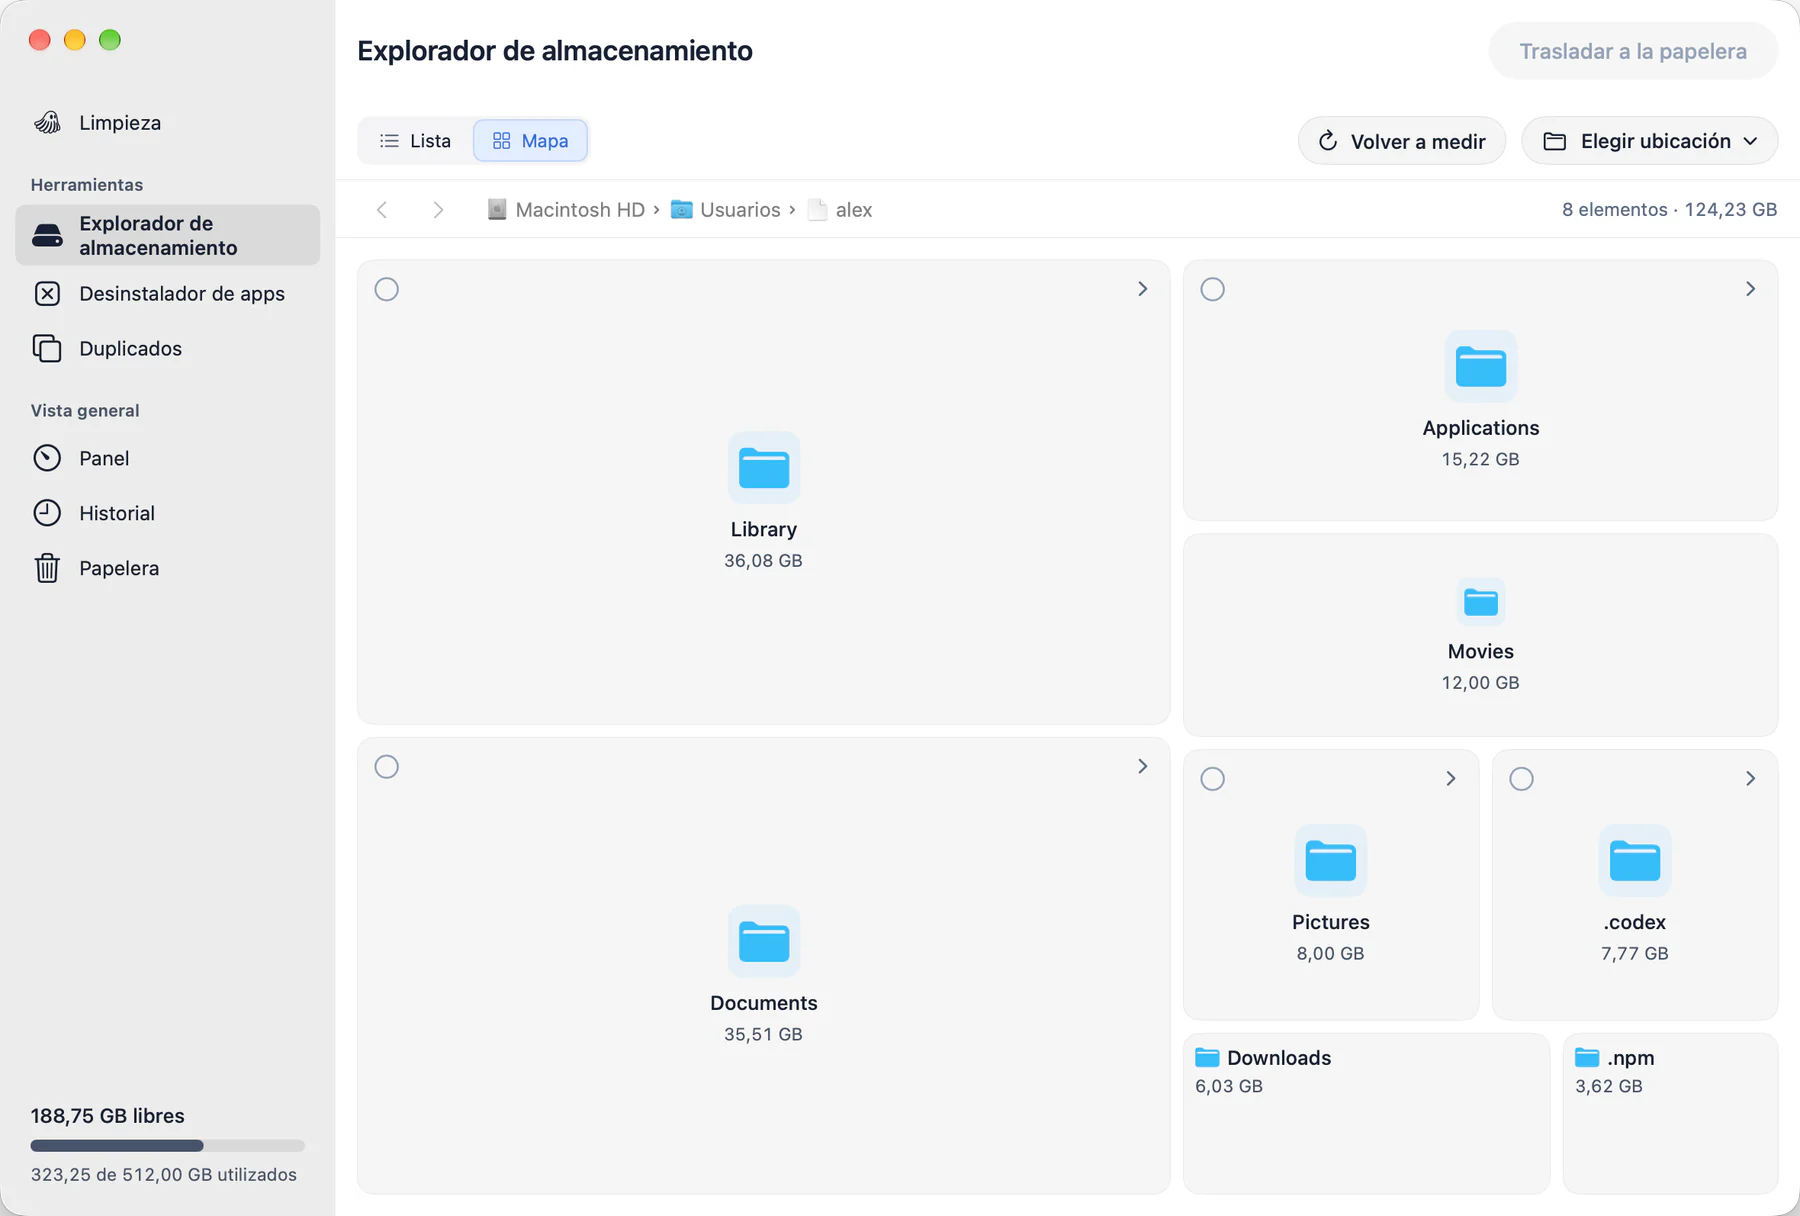 Explorador de almacenamiento
Trasladar a la papelera
Limpieza
Herramientas
Explorador de
almacenamiento
Desinstalador de apps
Duplicados
Vista general
Panel
Historial
Papelera
188,75 GB libres
323,25 de 512,00 GB utilizados
Lista
Mapa
Volver a medir
Elegir ubicación
Macintosh HD › Usuarios › alex
8 elementos · 124,23 GB
Library
36,08 GB
Applications
15,22 GB
Movies
12,00 GB
Documents
35,51 GB
Pictures
8,00 GB
.codex
7,77 GB
Downloads
6,03 GB
.npm
3,62 GB